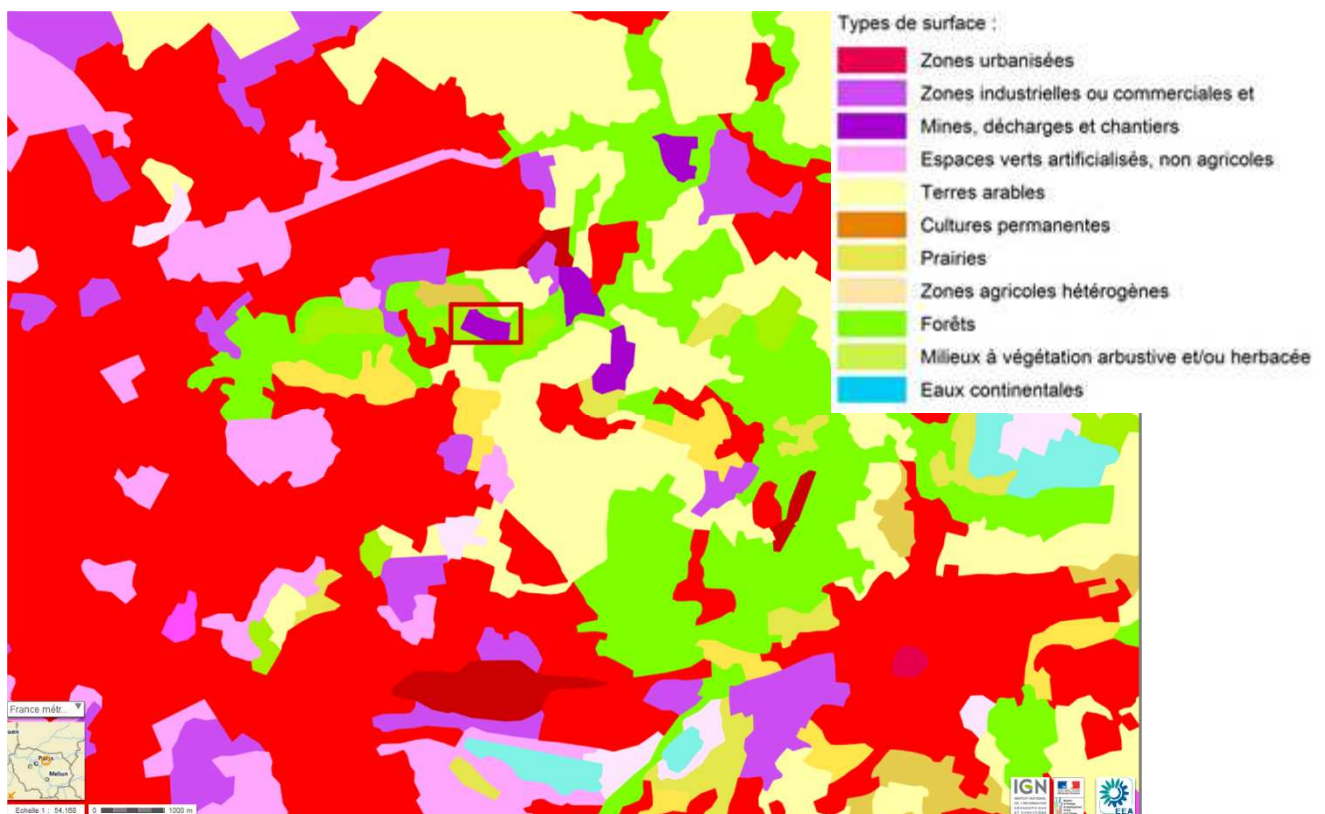 Types de surface :
Zones urbanisées
Zones industrielles ou commerciales et
Mines, décharges et chantiers
Espaces verts artificialisés, non agricoles
Terres arables
Cultures permanentes
Prairies
Zones agricoles hétérogènes
Forêts
Milieux à végétation arbustive et/ou herbacée
Eaux continentales
France métr...
Paris
Melun
Echelle 1 : 54,168
0 1000 m
IGN
EEA